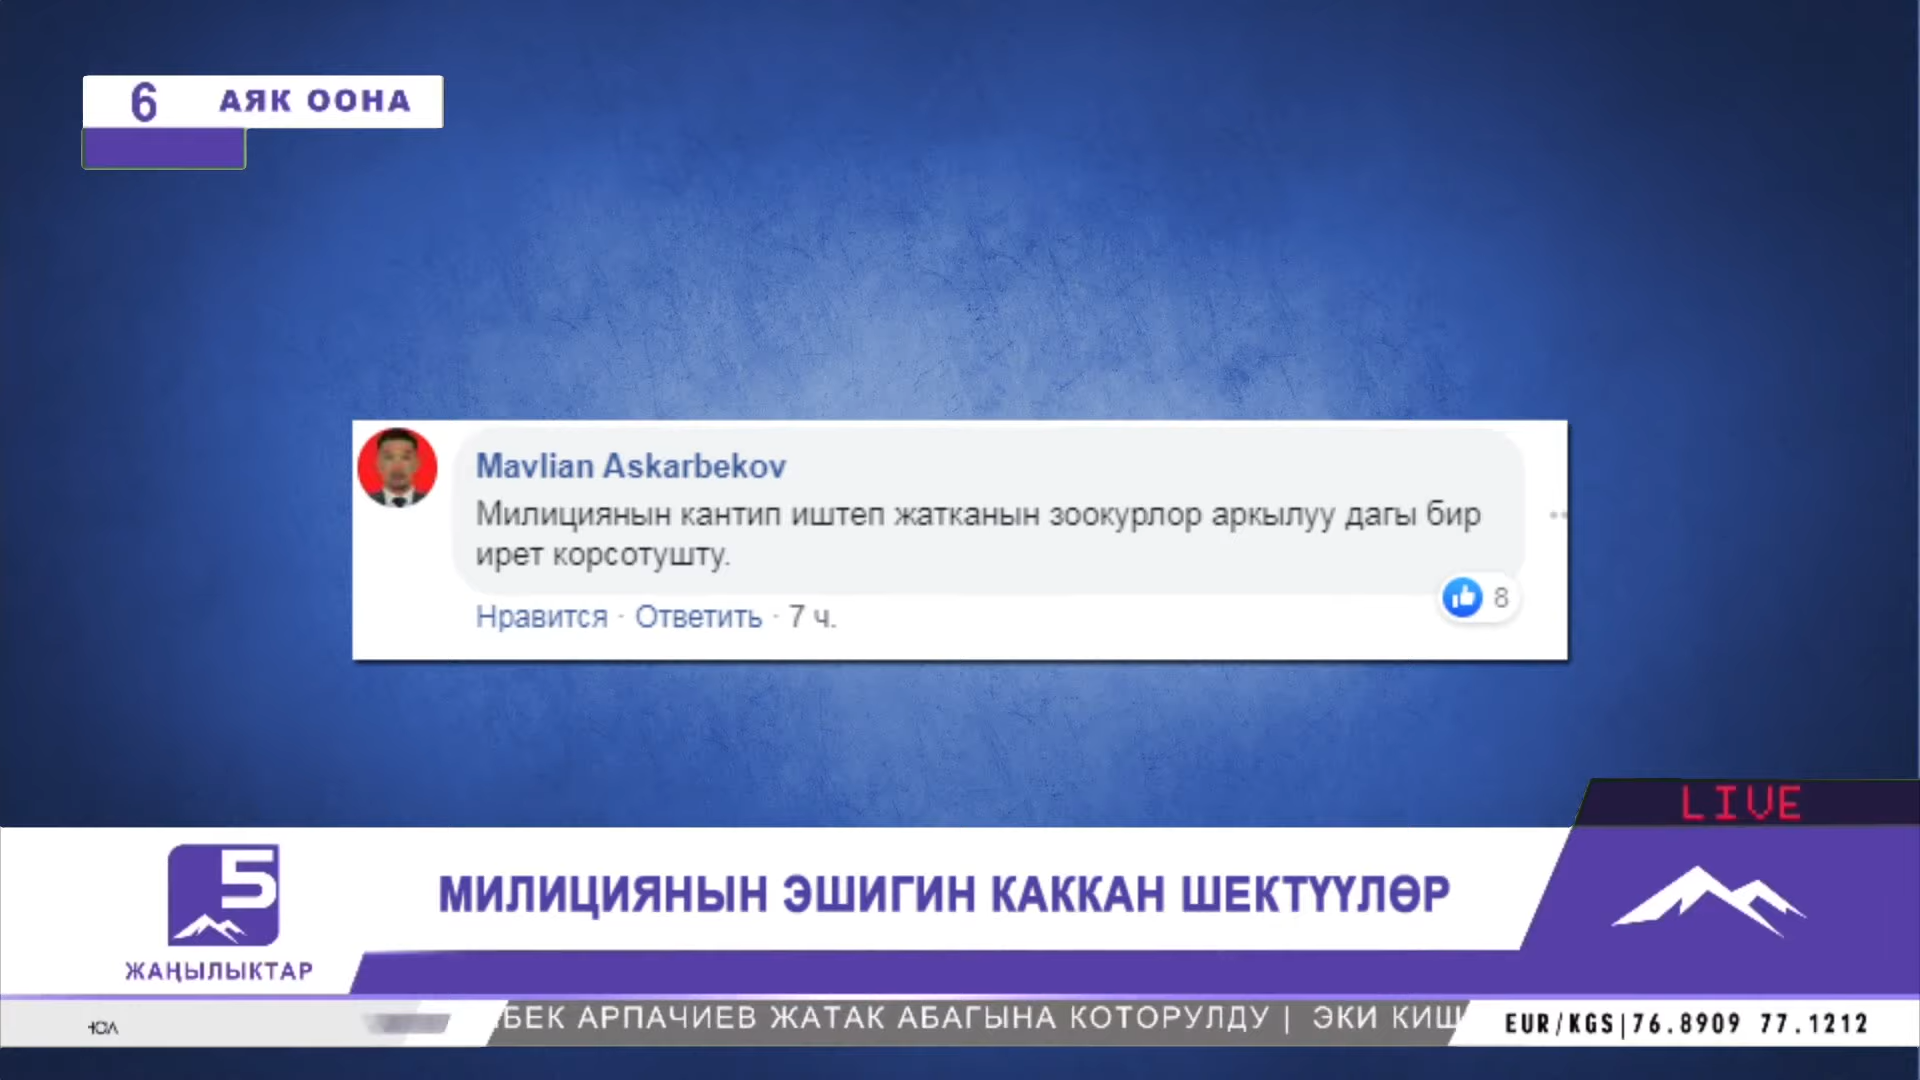 6 АЯК ООНА
Mavlian Askarbekov
Милициянын кантип иштеп жатканын зоокурлор аркылуу дагы бир
ирет корсотушту.
8
Нравится · Ответить · 7 ч.
LIVE
5
МИЛИЦИЯНЫН ЭШИГИН КАККАН ШЕКТҮҮЛӨР
ЖАҢЫЛЫКТАР
БЕК АРПАЧИЕВ ЖАТАК АБАГЫНА КОТОРУЛДУ | ЭКИ КИШ
EUR/KGS|76.8909 77.1212